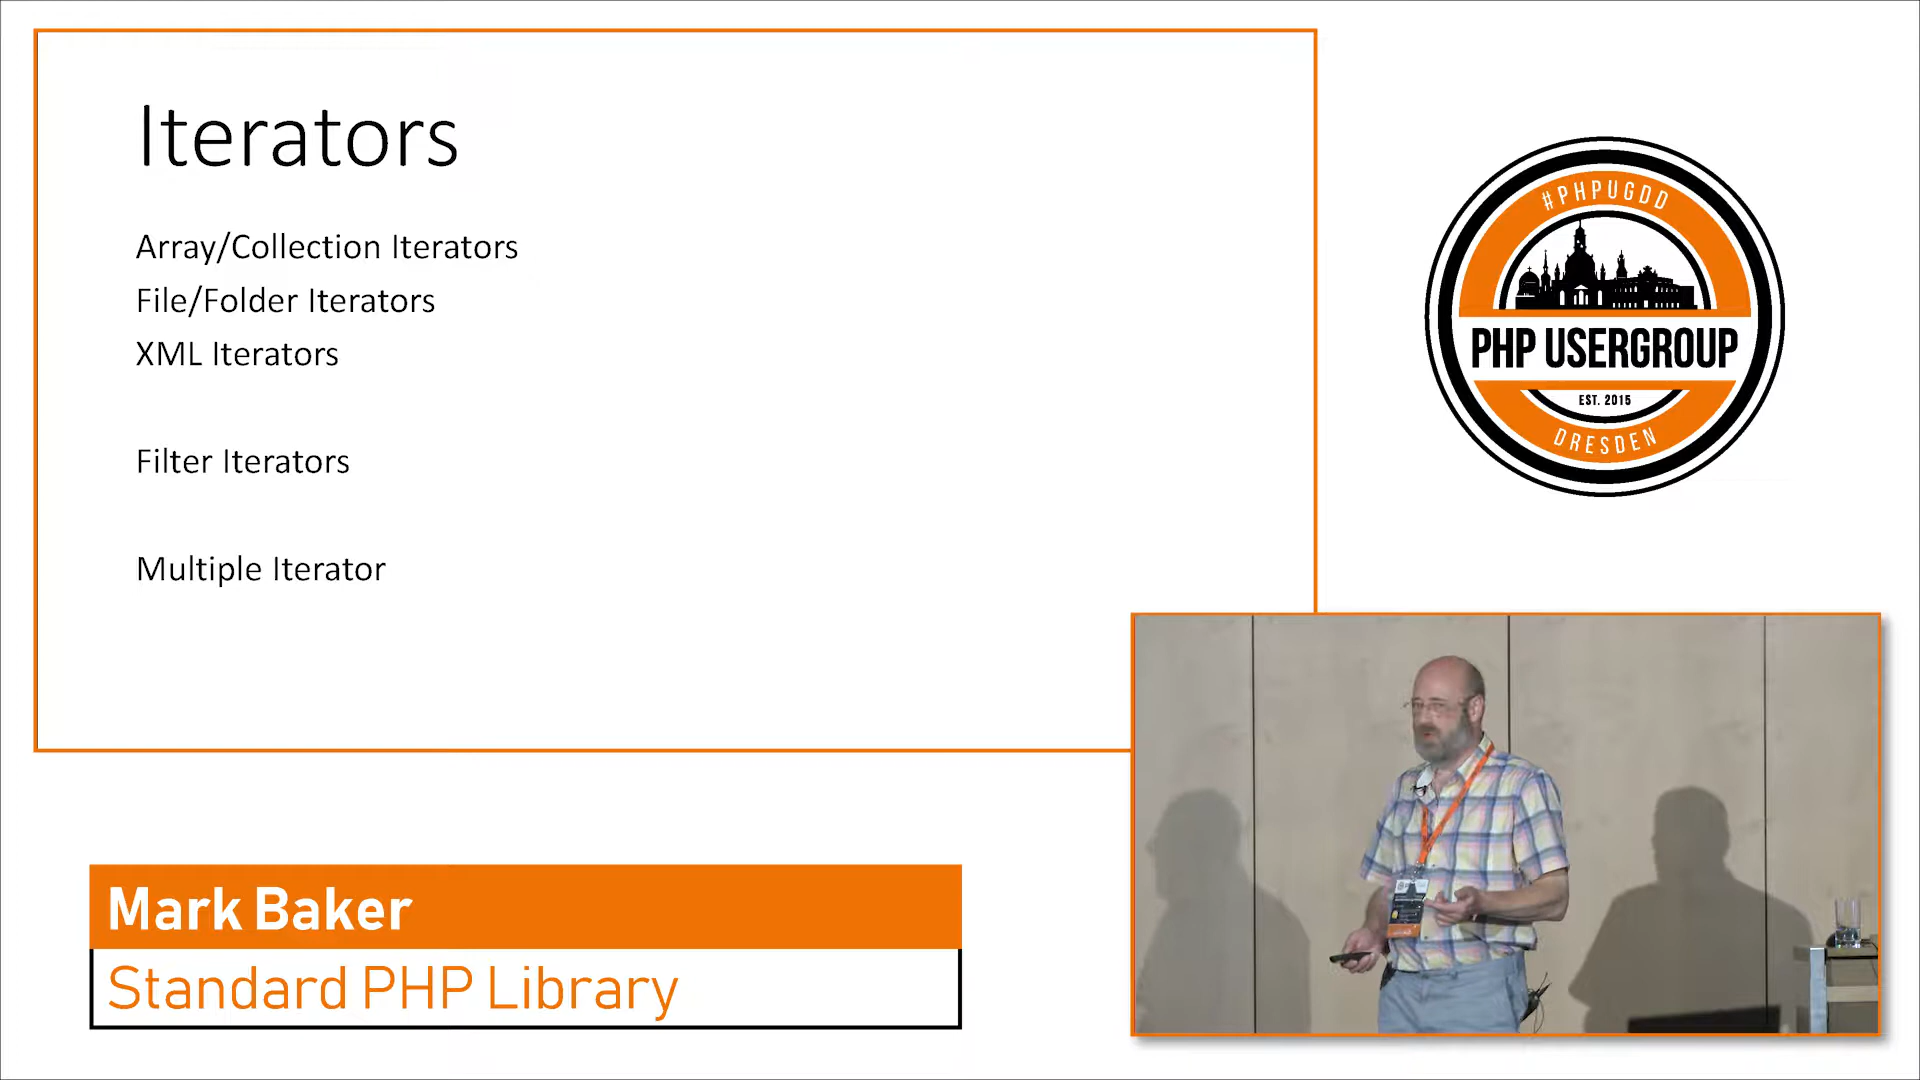 Iterators
Array/Collection Iterators
File/Folder Iterators
XML Iterators
Filter Iterators
Multiple Iterator
#PHPUGDD
PHP USERGROUP
EST. 2015
DRESDEN
Mark Baker
Standard PHP Library